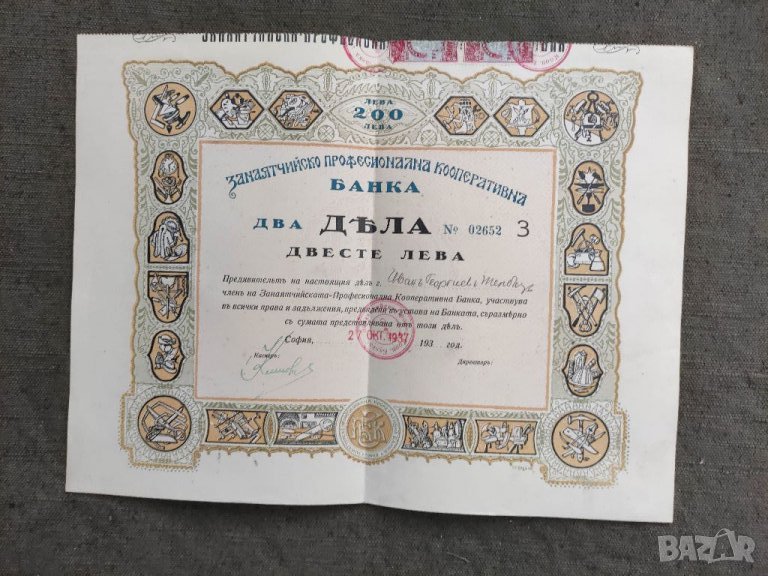 ЛЕВА
200
ЛЕВА
ЗАНАЯТЧИЙСКО ПРОФЕСИОНАЛНА КООПЕРАТИВНА
БАНКА
ДВА ДѢЛА № 02652 3
ДВЕСТЕ ЛЕВА
Предявительтъ на настоящия дѣлъ г. Иванъ Георгиевъ
членъ на Занаятчийската-Професионална Кооперативна Банка, участвува
въ всички права и задължения, предвидени въ устава на Банката, съразмѣрно
съ сумата представлявана отъ този дѣлъ.
София, 27 ОКТ. 1937 193 год.
Касиеръ: Директоръ:
BAZAR